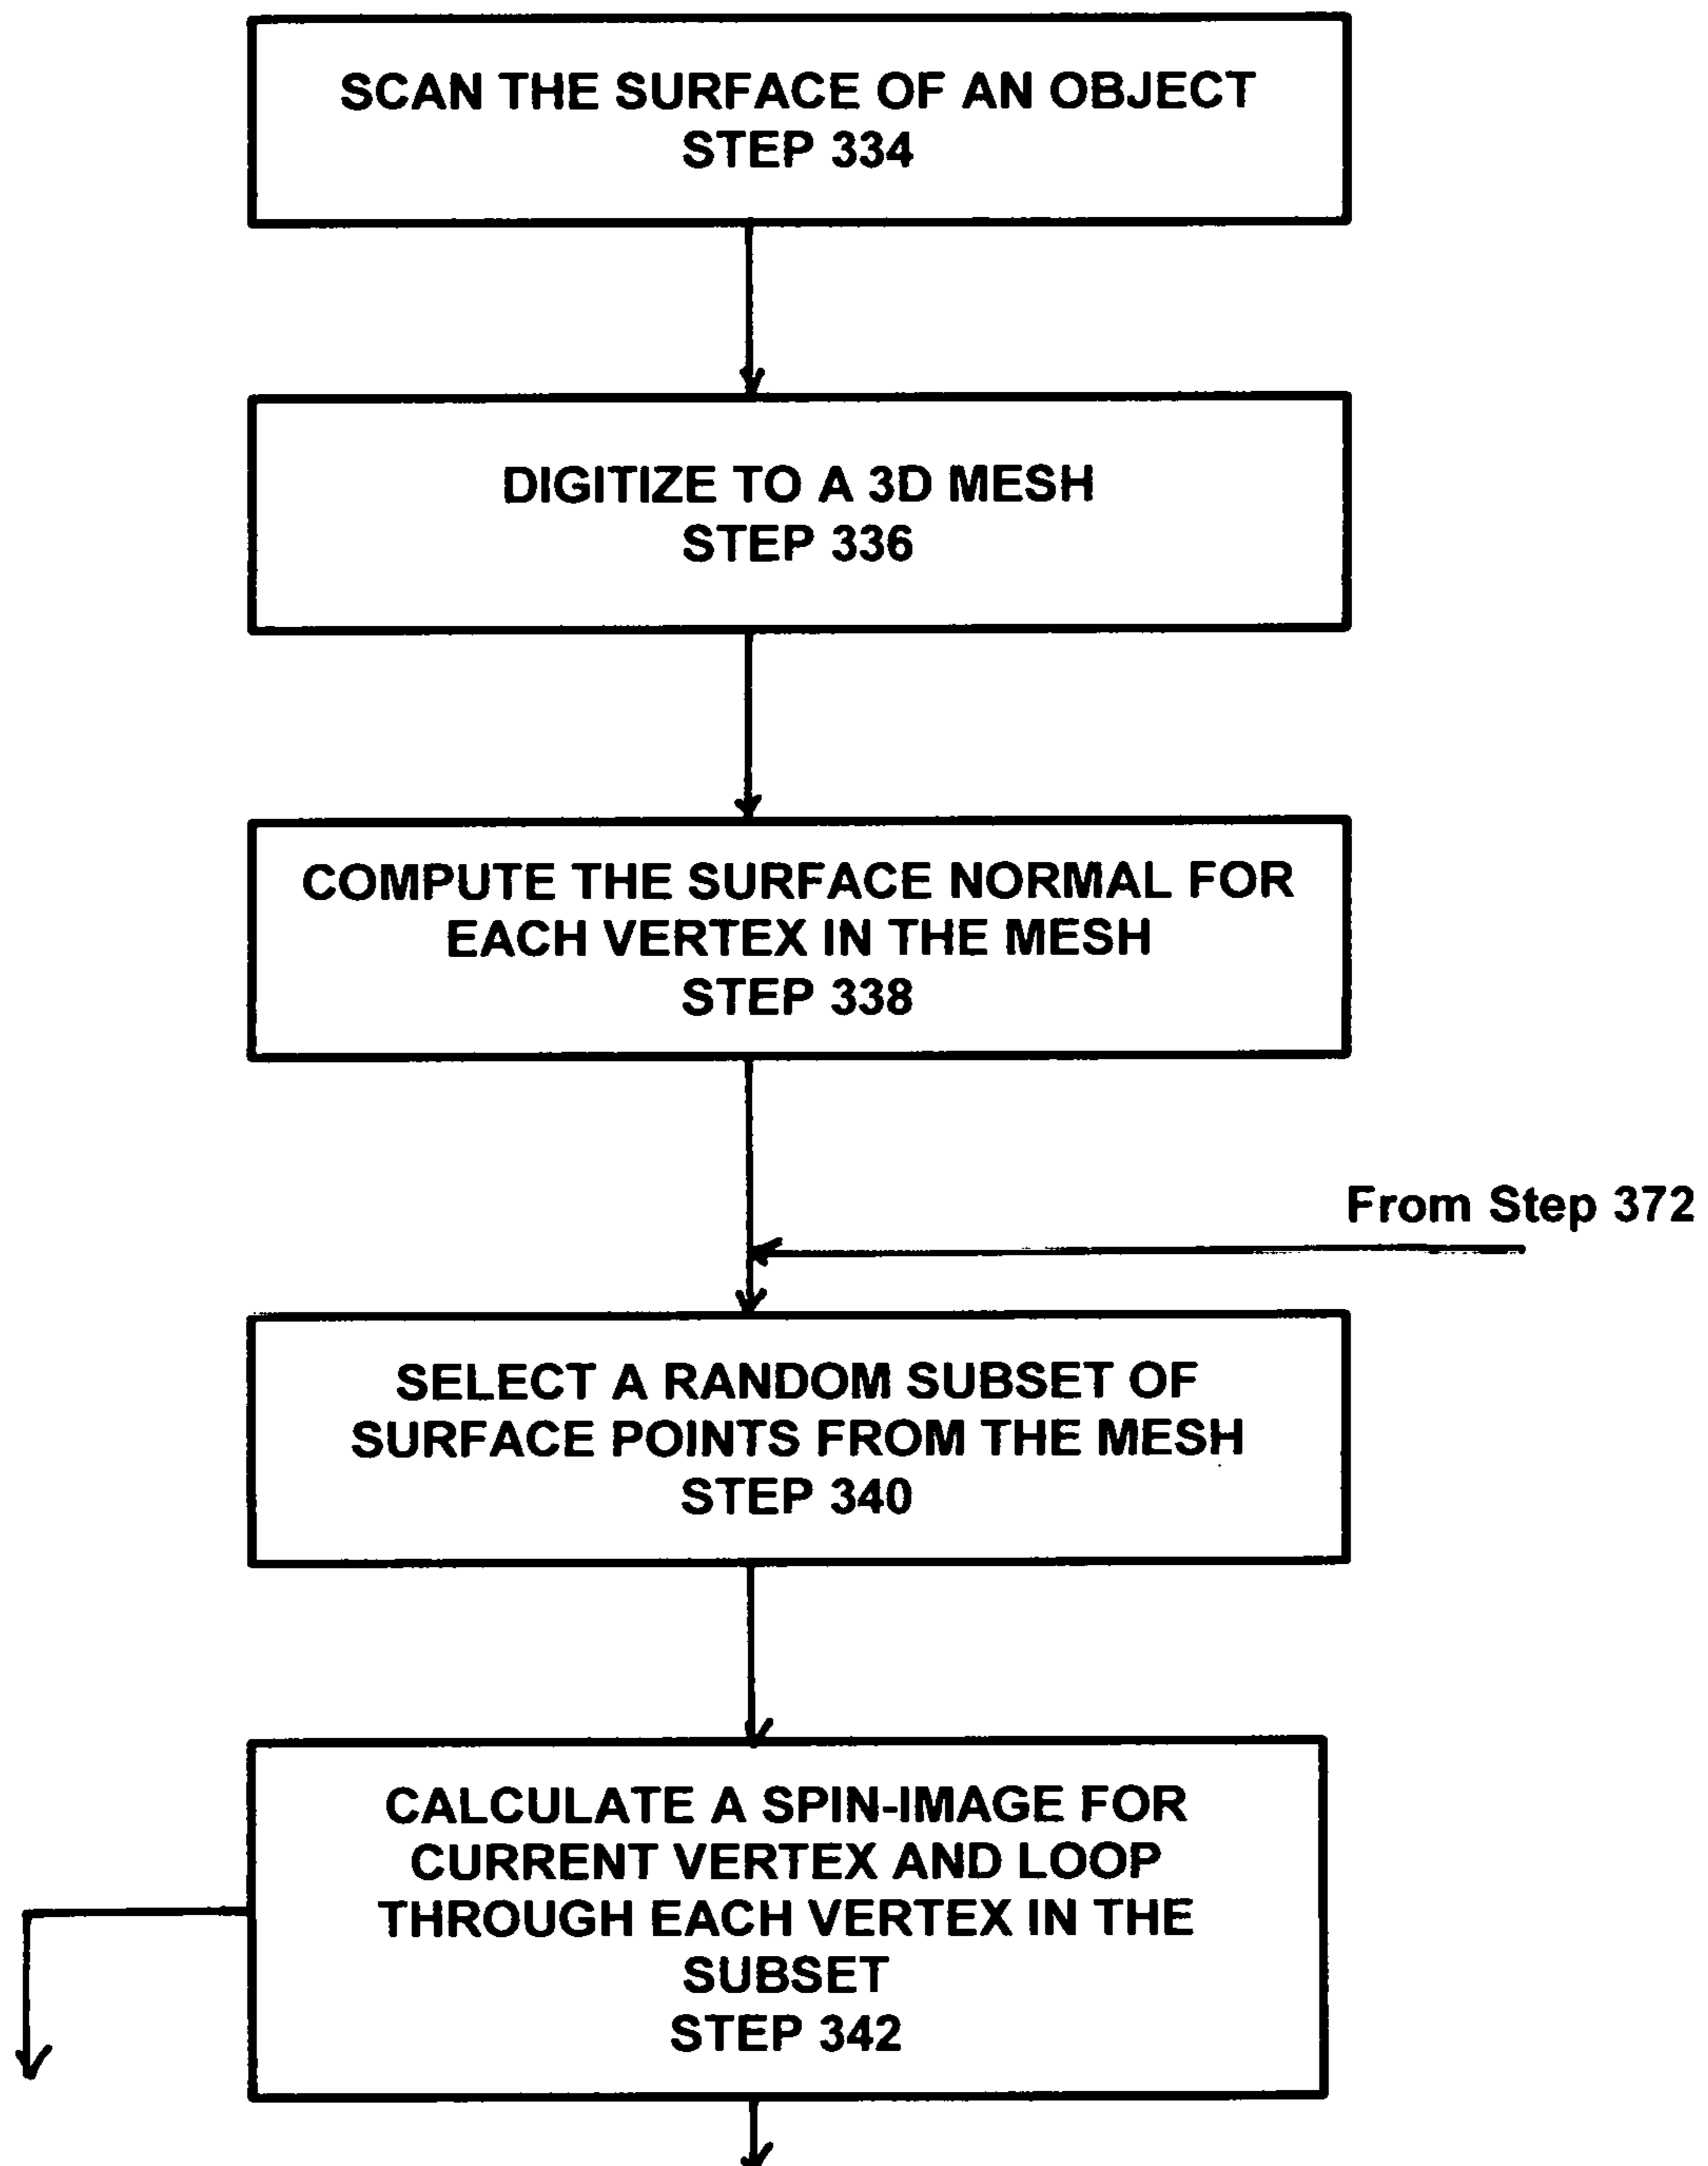 SCAN THE SURFACE OF AN OBJECT
STEP 334
DIGITIZE TO A 3D MESH
STEP 336
COMPUTE THE SURFACE NORMAL FOR
EACH VERTEX IN THE MESH
STEP 338
From Step 372
SELECT A RANDOM SUBSET OF
SURFACE POINTS FROM THE MESH
STEP 340
CALCULATE A SPIN-IMAGE FOR
CURRENT VERTEX AND LOOP
THROUGH EACH VERTEX IN THE
SUBSET
STEP 342